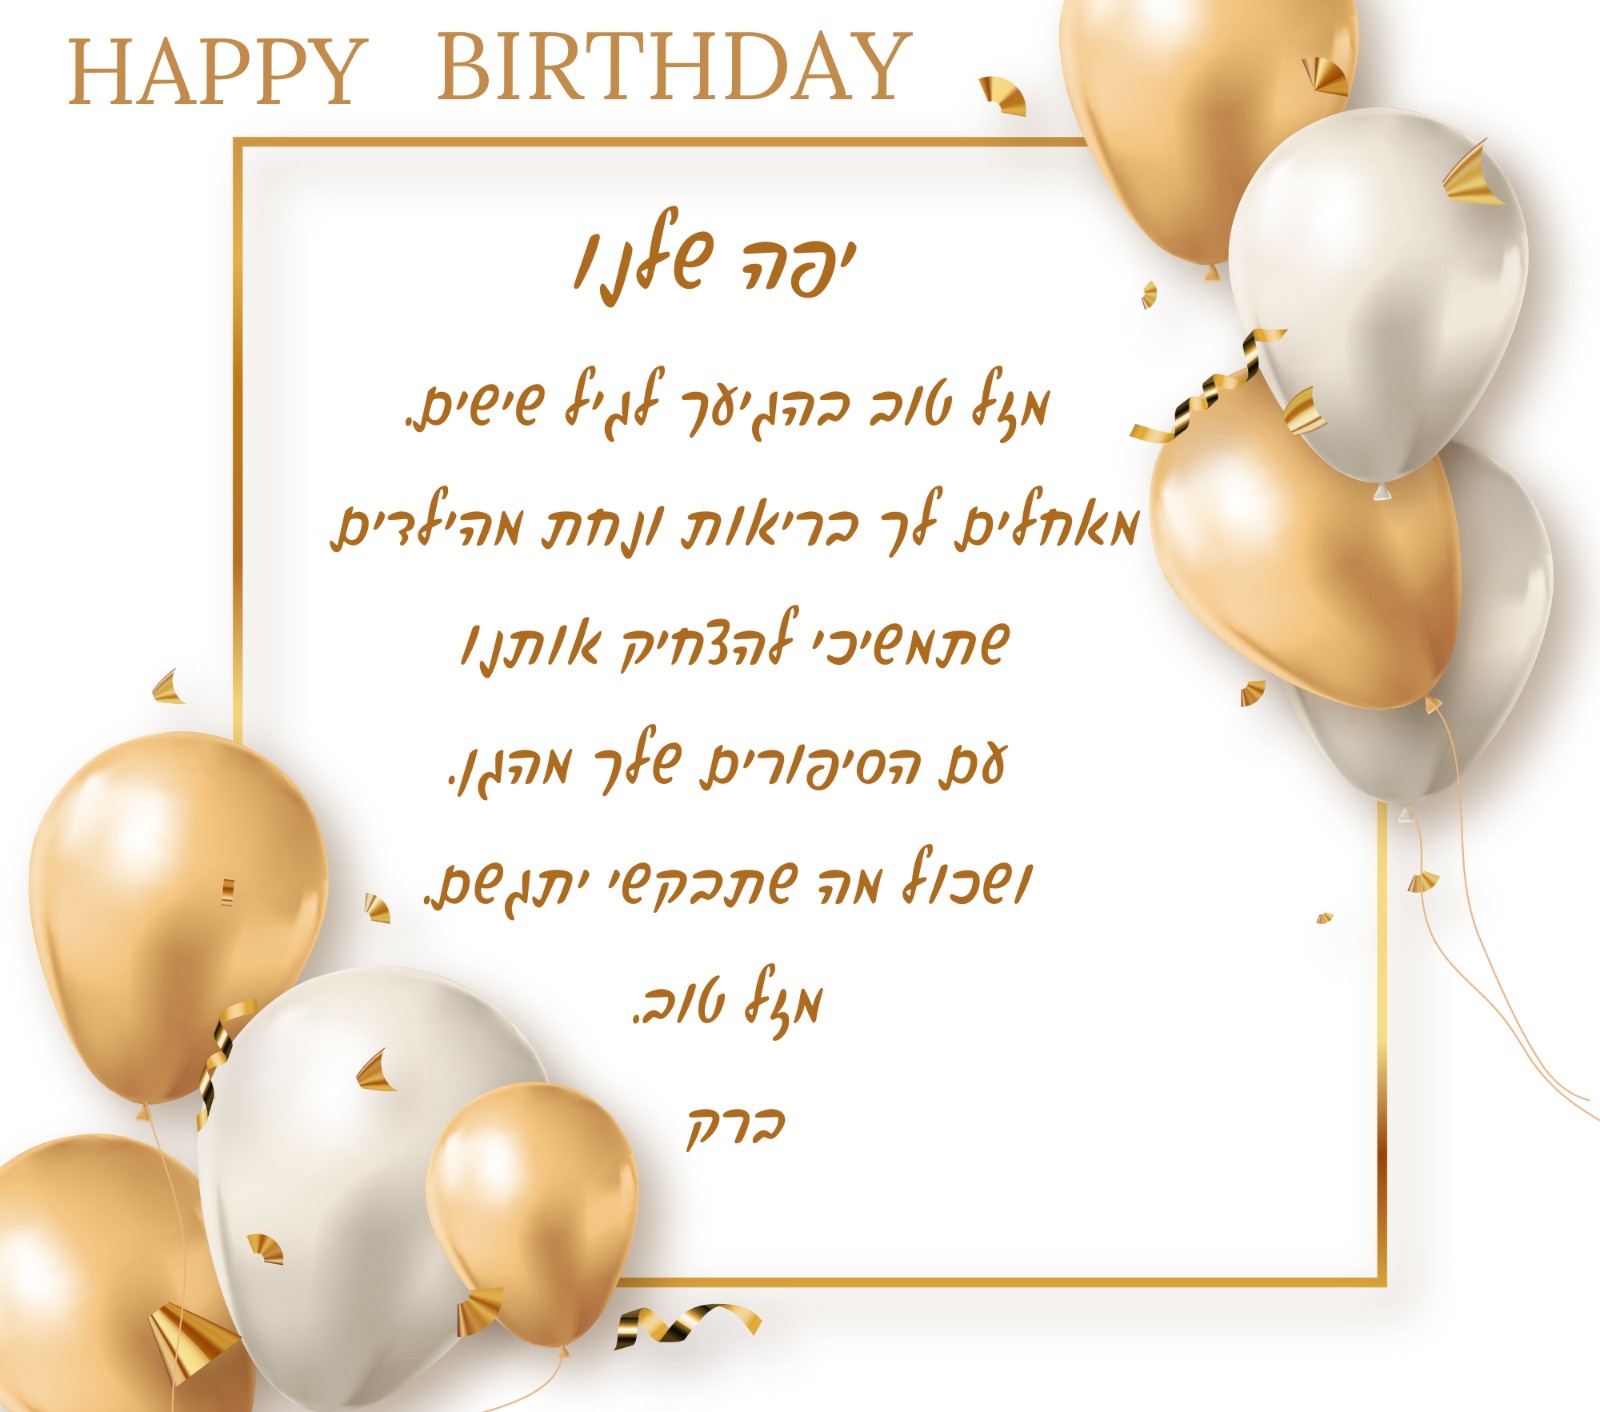 HAPPY BIRTHDAY
יפה שלנו
מזל טוב בהגיעך לגיל שישים.
מאחלים לך בריאות ונחת מהילדים
שתמשיכי להצחיק אותנו
עם הסיפורים שלך מהגן.
ושכול מה שתבקשי יתגשם.
מזל טוב.
ברק